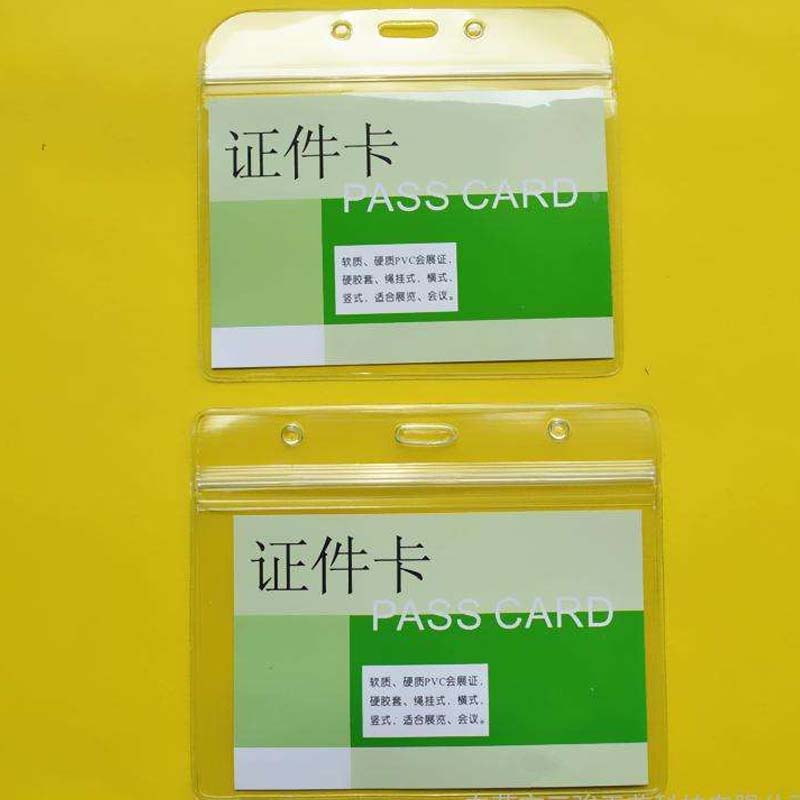 证件卡
PASS CARD
软质、硬质PVC会展证,
硬胶套、绳挂式,横式,
竖式,适合展览、会议。
证件卡
PASS CARD
软质、硬质PVC会展证,
硬胶套、绳挂式,横式,
竖式,适合展览、会议。